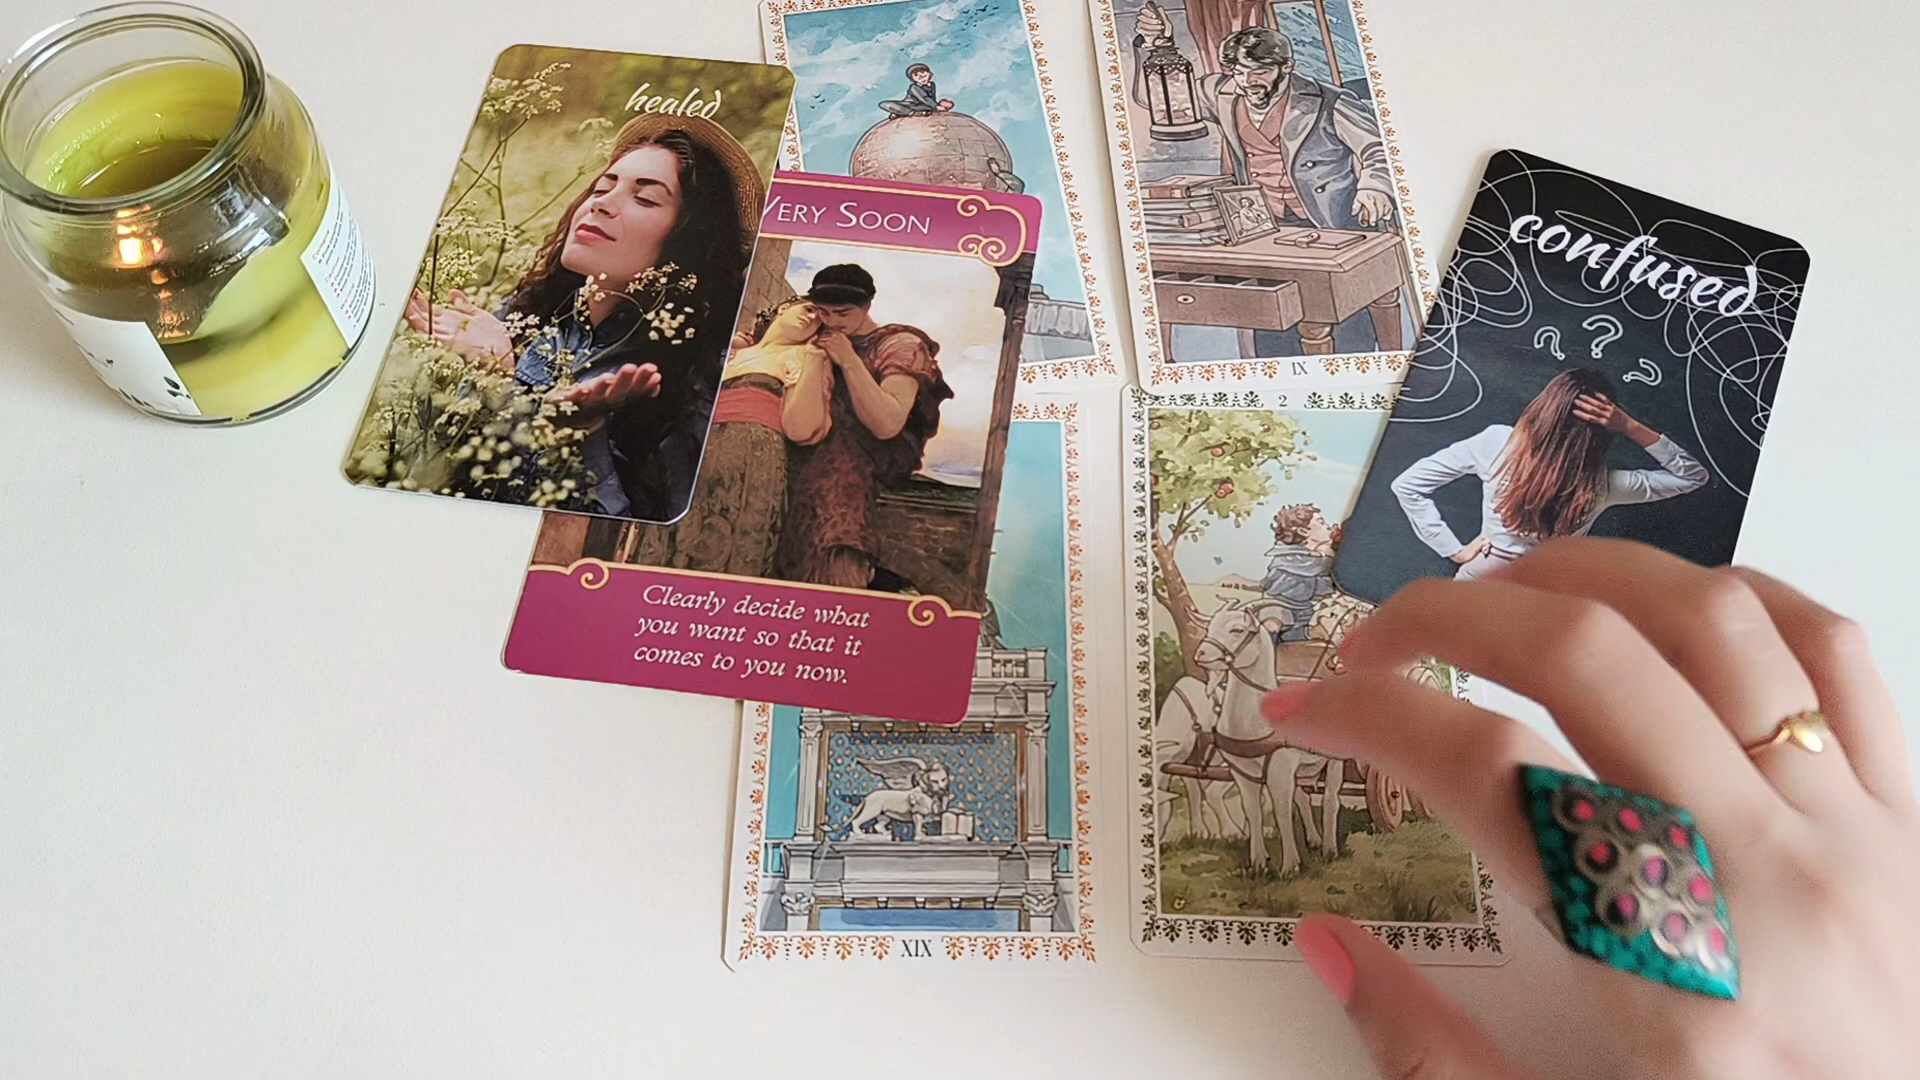 healed
VERY SOON
Clearly decide what
you want so that it
comes to you now.
IX
confused
? ? ?
2
XIX